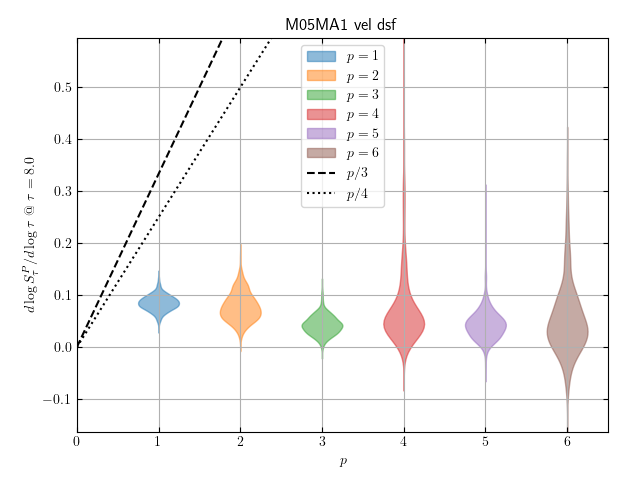 M05MA1 vel dsf
d log S_τ^P / d log τ @ τ = 8.0
0.5
0.4
0.3
0.2
0.1
0.0
−0.1
p = 1
p = 2
p = 3
p = 4
p = 5
p = 6
p/3
p/4
0 1 2 3 4 5 6
p